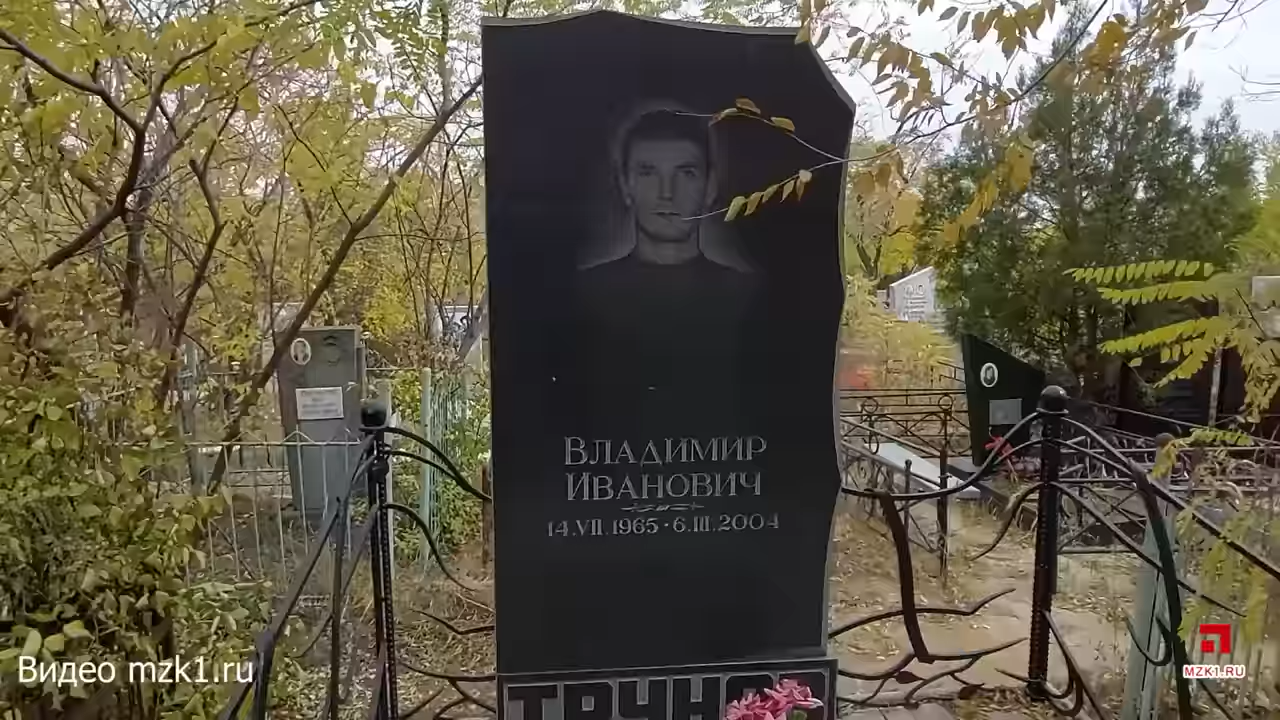 ВЛАДИМИР
ИВАНОВИЧ
14.VII.1965 · 6.III.2004
Видео mzk1.ru
MZK1.RU